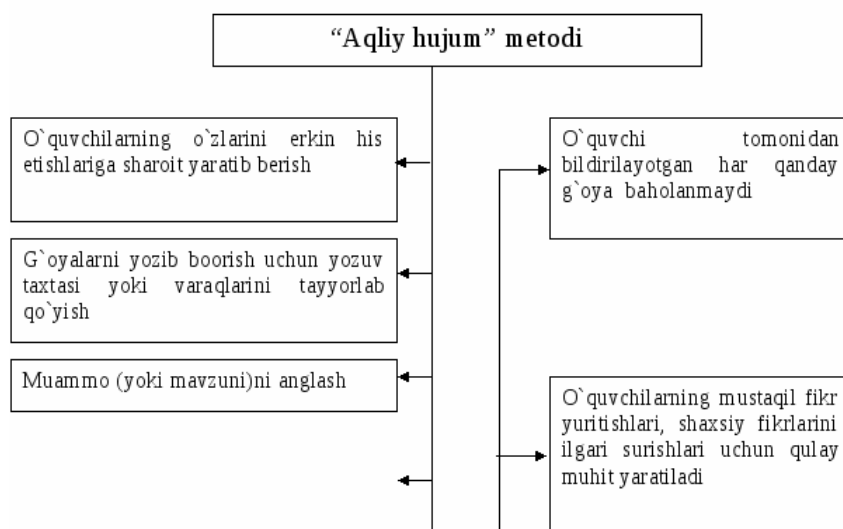 “Aqliy hujum” metodi
O`quvchilarning o`zlarini erkin his
etishlariga sharoit yaratib berish
G`oyalarni yozib boorish uchun yozuv
taxtasi yoki varaqlarini tayyorlab
qo`yish
Muammo (yoki mavzuni)ni anglash
O`quvchi tomonidan
bildirilayotgan har qanday
g`oya baholanmaydi
O`quvchilarning mustaqil fikr
yuritishlari, shaxsiy fikrlarini
ilgari surishlari uchun qulay
muhit yaratiladi